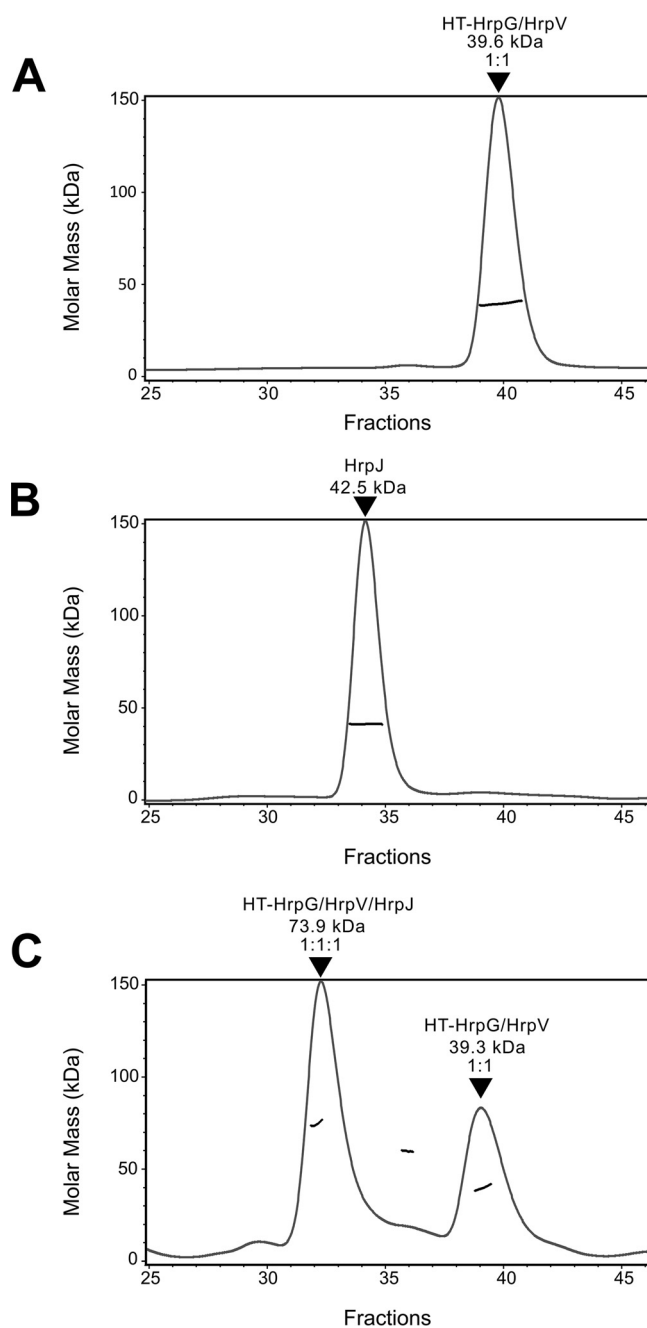 A
HT-HrpG/HrpV
39.6 kDa
1:1
Molar Mass (kDa)
150
100
50
0
25 30 35 40 45
Fractions
B
HrpJ
42.5 kDa
Molar Mass (kDa)
150
100
50
0
25 30 35 40 45
Fractions
C
HT-HrpG/HrpV/HrpJ
73.9 kDa
1:1:1
HT-HrpG/HrpV
39.3 kDa
1:1
Molar Mass (kDa)
150
100
50
0
25 30 35 40 45
Fractions